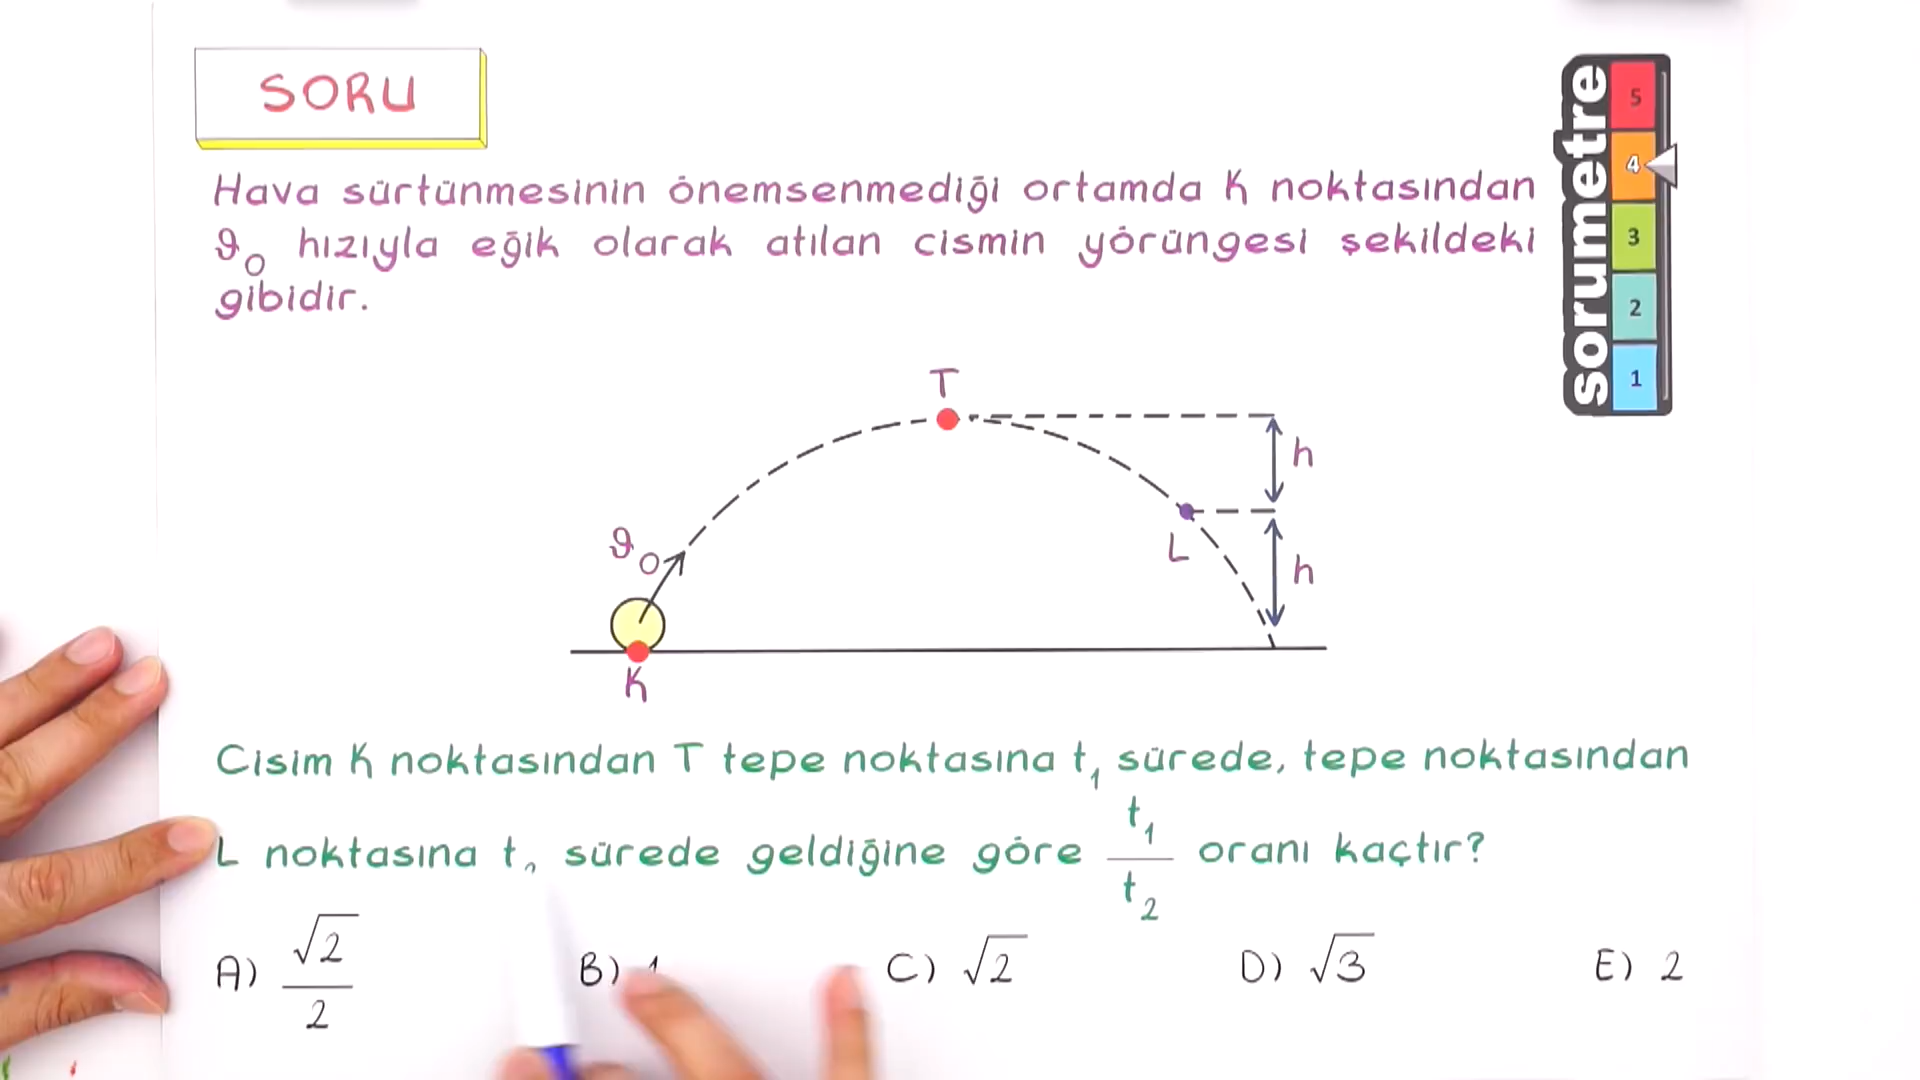 SORU
Hava sürtünmesinin önemsenmediği ortamda K noktasından
ϑ₀ hızıyla eğik olarak atılan cismin yörüngesi şekildeki
gibidir.
sorumetre
5
4
3
2
1
T
h
ϑ₀
L
h
K
Cisim K noktasından T tepe noktasına t₁ sürede, tepe noktasından
L noktasına t sürede geldiğine göre t₁/t₂ oranı kaçtır?
A) √2/2
B)
C) √2
D) √3
E) 2